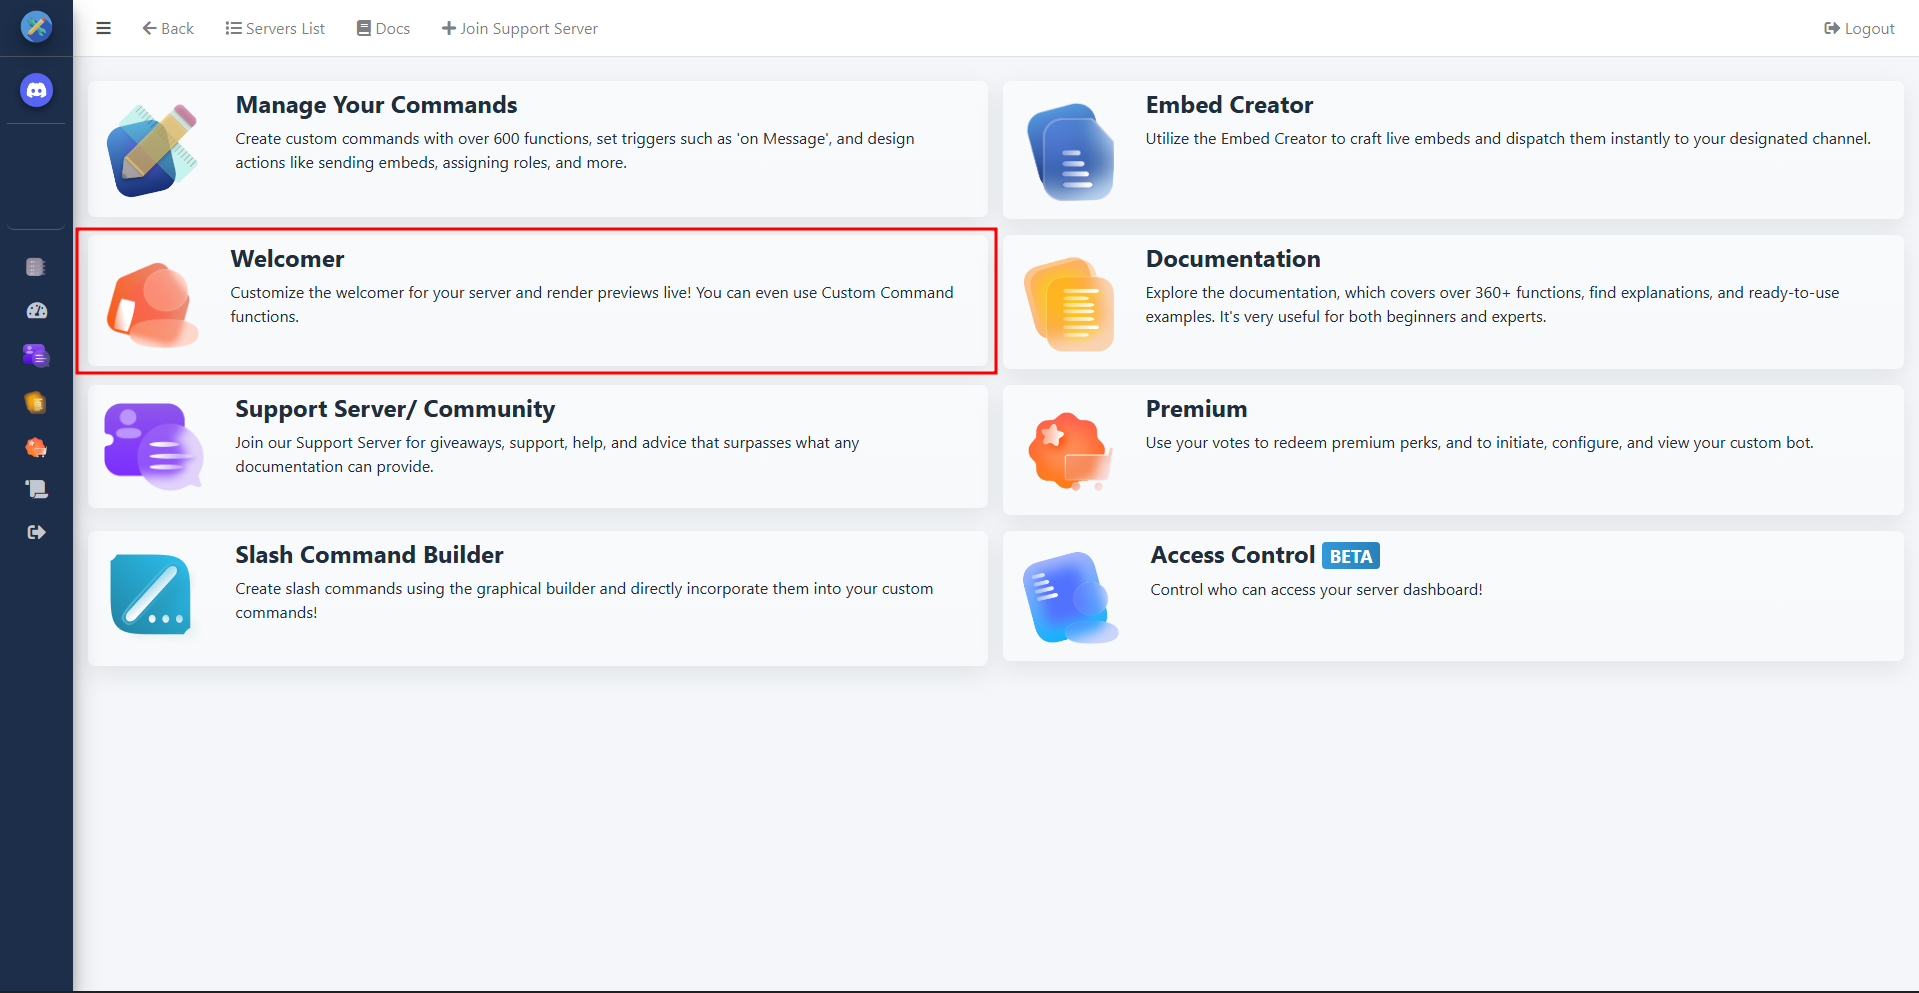 Back
Servers List
Docs
Join Support Server
Logout
Manage Your Commands
Create custom commands with over 600 functions, set triggers such as 'on Message', and design
actions like sending embeds, assigning roles, and more.
Embed Creator
Utilize the Embed Creator to craft live embeds and dispatch them instantly to your designated channel.
Welcomer
Customize the welcomer for your server and render previews live! You can even use Custom Command
functions.
Documentation
Explore the documentation, which covers over 360+ functions, find explanations, and ready-to-use
examples. It's very useful for both beginners and experts.
Support Server/ Community
Join our Support Server for giveaways, support, help, and advice that surpasses what any
documentation can provide.
Premium
Use your votes to redeem premium perks, and to initiate, configure, and view your custom bot.
Slash Command Builder
Create slash commands using the graphical builder and directly incorporate them into your custom
commands!
Access Control BETA
Control who can access your server dashboard!